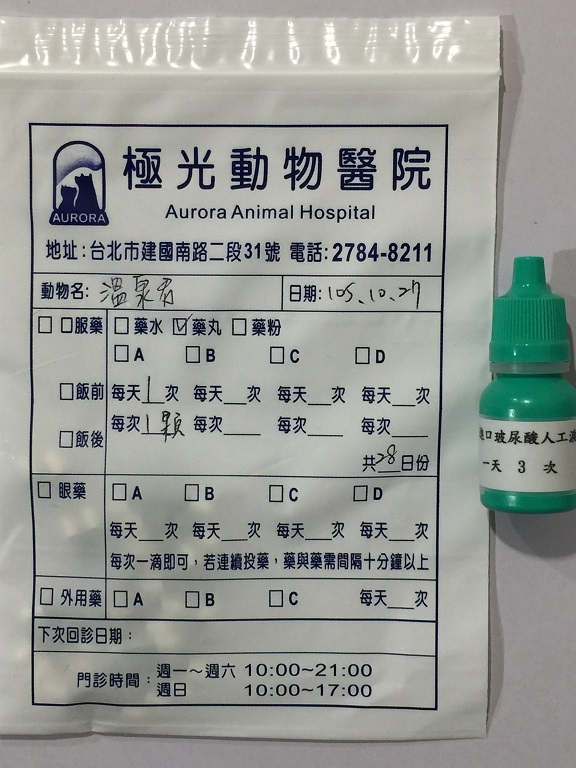 極光動物醫院
AURORA
Aurora Animal Hospital
地址:台北市建國南路二段31號 電話:2784-8211
動物名: 溫泉 日期: 105.10.27
口服藥 藥水 藥丸 藥粉
A B C D
飯前 每天1次 每天___次 每天___次 每天___次
飯後 每次1顆 每次___ 每次___ 每次___
共28日份
眼藥 A B C D
每天___次 每天___次 每天___次 每天___次
每次一滴即可,若連續投藥,藥與藥需間隔十分鐘以上
外用藥 A B C 每天___次
下次回診日期:
門診時間: 週一~週六 10:00~21:00
週日 10:00~17:00
口玻尿酸人工
一天 3 次